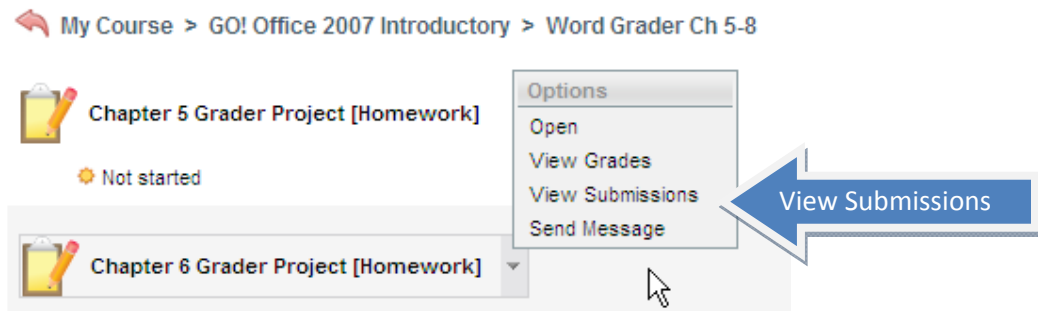 My Course > GO! Office 2007 Introductory > Word Grader Ch 5-8
Chapter 5 Grader Project [Homework]
Not started
Options
Open
View Grades
View Submissions
Send Message
View Submissions
Chapter 6 Grader Project [Homework]